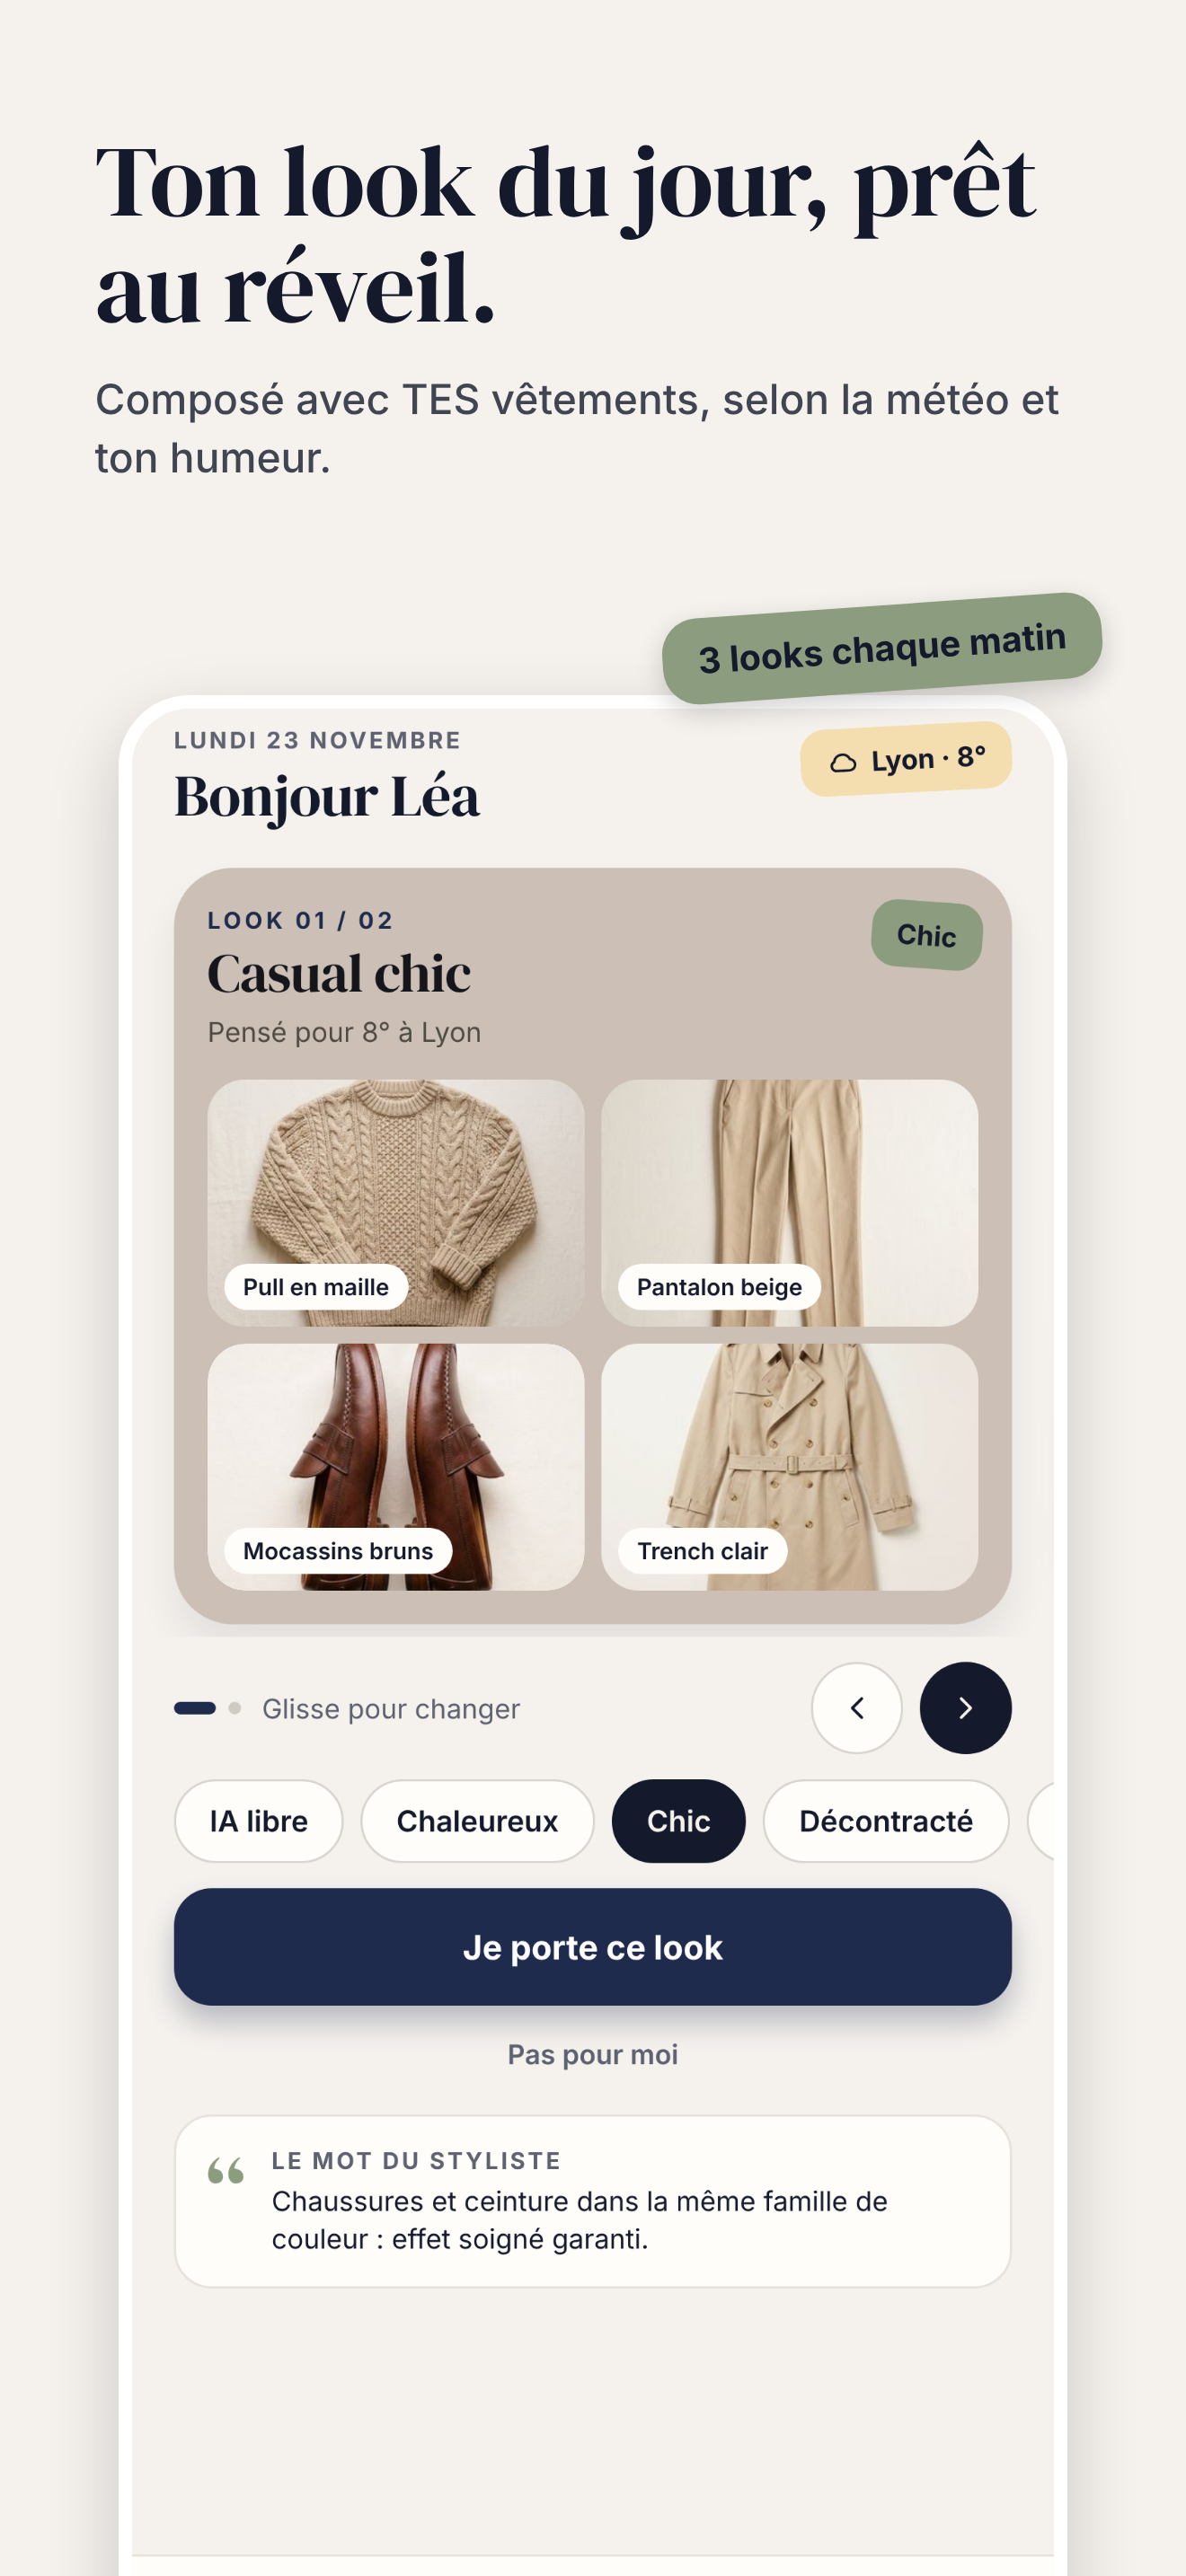 Ton look du jour, prêt
au réveil.
Composé avec TES vêtements, selon la météo et
ton humeur.
3 looks chaque matin
LUNDI 23 NOVEMBRE
Bonjour Léa
Lyon · 8°
LOOK 01 / 02
Casual chic
Pensé pour 8° à Lyon
Chic
Pull en maille
Pantalon beige
Mocassins bruns
Trench clair
Glisse pour changer
IA libre
Chaleureux
Chic
Décontracté
Je porte ce look
Pas pour moi
“
LE MOT DU STYLISTE
Chaussures et ceinture dans la même famille de
couleur : effet soigné garanti.